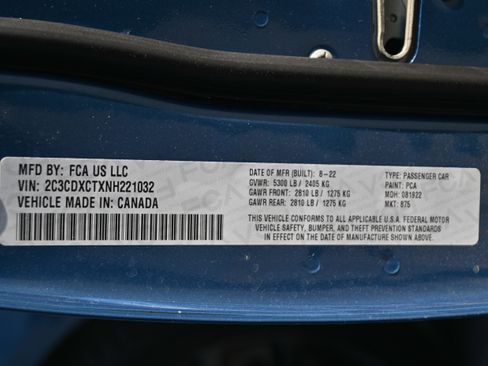 MFD BY: FCA US LLC
VIN: 2C3CDXCTXNH221032
VEHICLE MADE IN: CANADA
DATE OF MFR (BUILT): 8-22
GVWR: 5300 LB / 2405 KG
GAWR FRONT: 2810 LB / 1275 KG
GAWR REAR: 2810 LB / 1275 KG
TYPE: PASSENGER CAR
PAINT: PCA
MDH: 081922
MKT: 875
THIS VEHICLE CONFORMS TO ALL APPLICABLE U.S.A. FEDERAL MOTOR
VEHICLE SAFETY, BUMPER, AND THEFT PREVENTION STANDARDS
IN EFFECT ON THE DATE OF MANUFACTURE SHOWN ABOVE